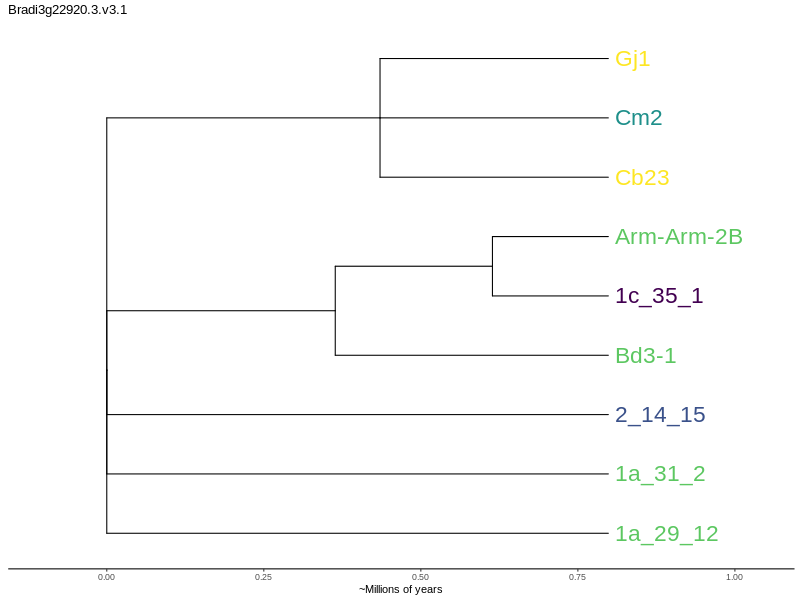 Bradi3g22920.3.v3.1
Gj1
Cm2
Cb23
Arm-Arm-2B
1c_35_1
Bd3-1
2_14_15
1a_31_2
1a_29_12
0.00 0.25 0.50 0.75 1.00
~Millions of years